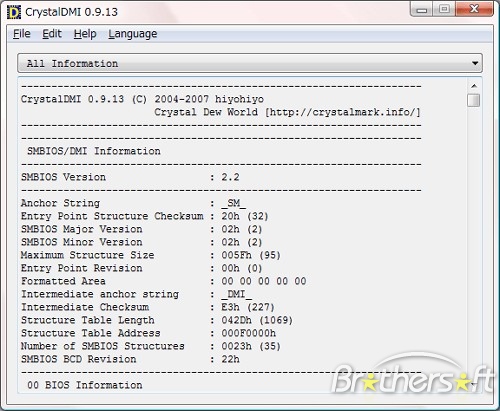 CrystalDMI 0.9.13
File Edit Help Language
All Information
----------------------------------------------------------------
CrystalDMI 0.9.13 (C) 2004-2007 hiyohiyo
Crystal Dew World [http://crystalmark.info/]
----------------------------------------------------------------
----------------------------------------------------------------
SMBIOS/DMI Information
----------------------------------------------------------------
SMBIOS Version : 2.2
----------------------------------------------------------------
Anchor String : _SM_
Entry Point Structure Checksum : 20h (32)
SMBIOS Major Version : 02h (2)
SMBIOS Minor Version : 02h (2)
Maximum Structure Size : 005Fh (95)
Entry Point Revision : 00h (0)
Formatted Area : 00 00 00 00 00
Intermediate anchor string : _DMI_
Intermediate Checksum : E3h (227)
Structure Table Length : 042Dh (1069)
Structure Table Address : 000F0000h
Number of SMBIOS Structures : 0023h (35)
SMBIOS BCD Revision : 22h
----------------------------------------------------------------
00 BIOS Information
Brothersoft